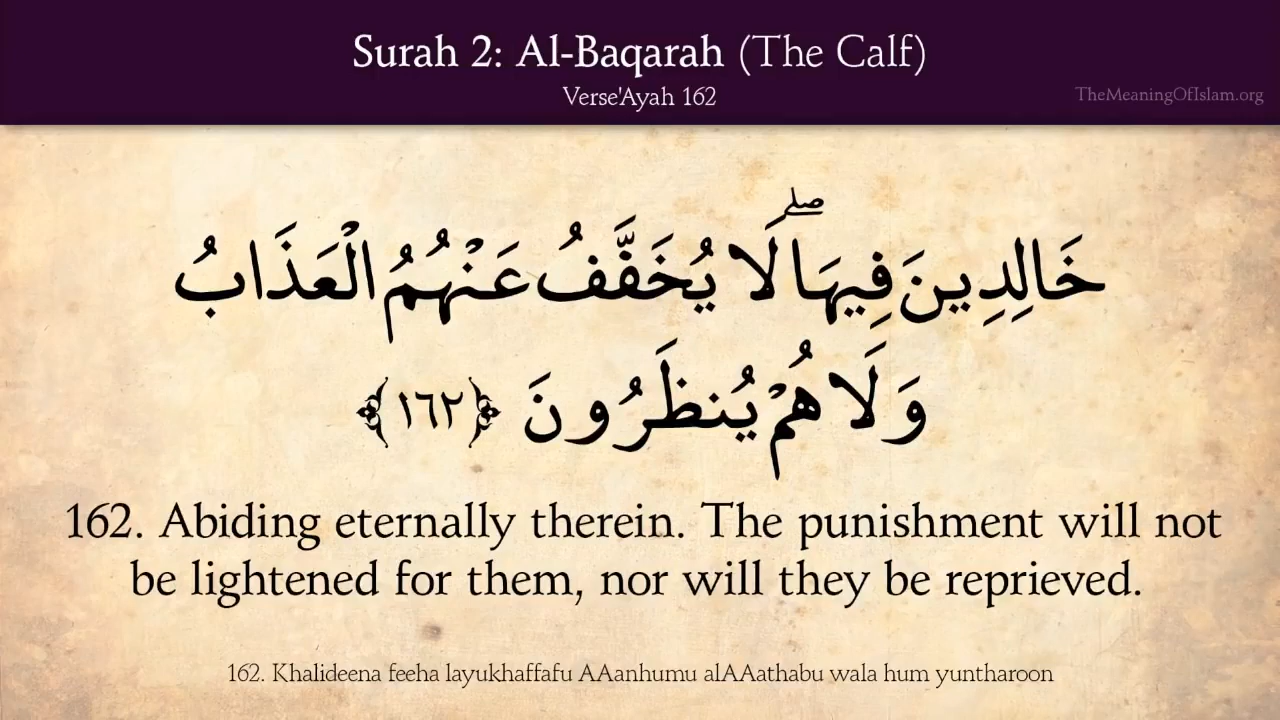 Surah 2: Al-Baqarah (The Calf)
Verse'Ayah 162
TheMeaningOfIslam.org
خَالِدِينَ فِيهَا ۖ لَا يُخَفَّفُ عَنْهُمُ الْعَذَابُ
وَلَا هُمْ يُنظَرُونَ ﴿١٦٢﴾
162. Abiding eternally therein. The punishment will not
be lightened for them, nor will they be reprieved.
162. Khalideena feeha layukhaffafu AAanhumu alAAathabu wala hum yuntharoon